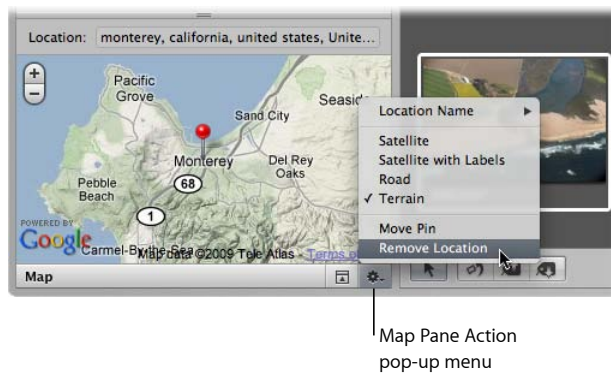 Location: monterey, california, united states, Unite...
Pacific
Grove
Sand City
Seaside
Monterey
Del Rey
Oaks
68
Pebble
Beach
1
POWERED BY
Google
Carmel-By-the-Sea
Map data ©2009 Tele Atlas - Terms of
Map
Location Name
Satellite
Satellite with Labels
Road
✓ Terrain
Move Pin
Remove Location
Map Pane Action
pop-up menu